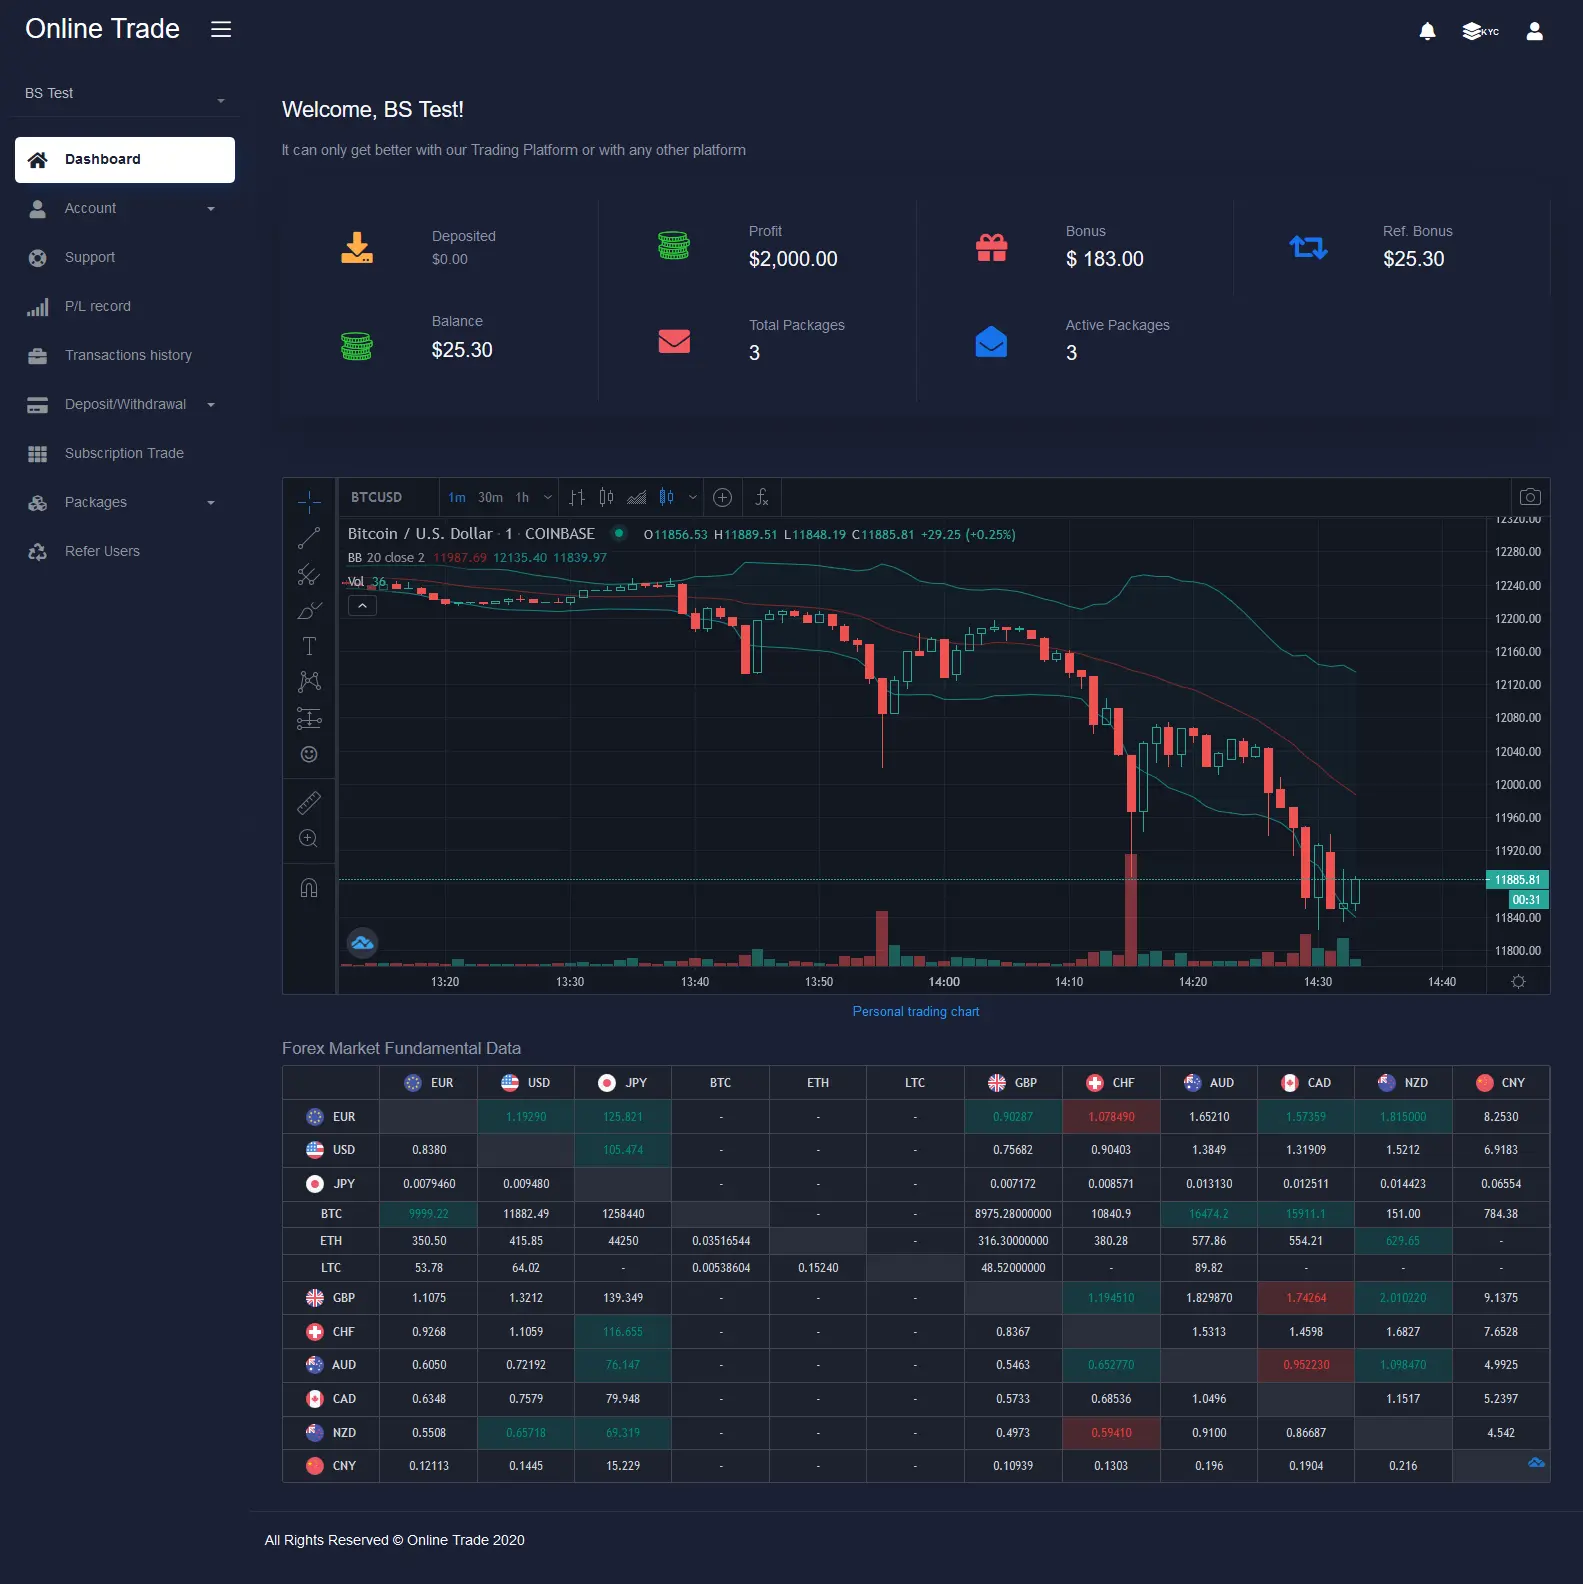 Online Trade
KYC
BS Test
Dashboard
Account
Support
P/L record
Transactions history
Deposit/Withdrawal
Subscription Trade
Packages
Refer Users
Welcome, BS Test!
It can only get better with our Trading Platform or with any other platform
Deposited
$0.00
Profit
$2,000.00
Bonus
$ 183.00
Ref. Bonus
$25.30
Balance
$25.30
Total Packages
3
Active Packages
3
BTCUSD 1m 30m 1h
Bitcoin / U.S. Dollar · 1 · COINBASE O11856.53 H11889.51 L11848.19 C11885.81 +29.25 (+0.25%)
BB 20 close 2 11987.69 12135.40 11839.97
Vol 36
12320.00
12280.00
12240.00
12200.00
12160.00
12120.00
12080.00
12040.00
12000.00
11960.00
11920.00
11885.81
00:31
11840.00
11800.00
13:20 13:30 13:40 13:50 14:00 14:10 14:20 14:30 14:40
Personal trading chart
Forex Market Fundamental Data
EUR USD JPY BTC ETH LTC GBP CHF AUD CAD NZD CNY
EUR 1.19290 125.821 - - - 0.90287 1.078490 1.65210 1.57359 1.815000 8.2530
USD 0.8380 105.474 - - - 0.75682 0.90403 1.3849 1.31909 1.5212 6.9183
JPY 0.0079460 0.009480 - - - 0.007172 0.008571 0.013130 0.012511 0.014423 0.06554
BTC 9999.22 11882.49 1258440 - - 8975.28000000 10840.9 16474.2 15911.1 151.00 784.38
ETH 350.50 415.85 44250 0.03516544 - 316.30000000 380.28 577.86 554.21 629.65 -
LTC 53.78 64.02 - 0.00538604 0.15240 48.52000000 - 89.82 - - -
GBP 1.1075 1.3212 139.349 - - - 1.194510 1.829870 1.74264 2.010220 9.1375
CHF 0.9268 1.1059 116.655 - - - 0.8367 1.5313 1.4598 1.6827 7.6528
AUD 0.6050 0.72192 76.147 - - - 0.5463 0.652770 0.952230 1.098470 4.9925
CAD 0.6348 0.7579 79.948 - - - 0.5733 0.68536 1.0496 1.1517 5.2397
NZD 0.5508 0.65718 69.319 - - - 0.4973 0.59410 0.9100 0.86687 4.542
CNY 0.12113 0.1445 15.229 - - - 0.10939 0.1303 0.196 0.1904 0.216
All Rights Reserved © Online Trade 2020